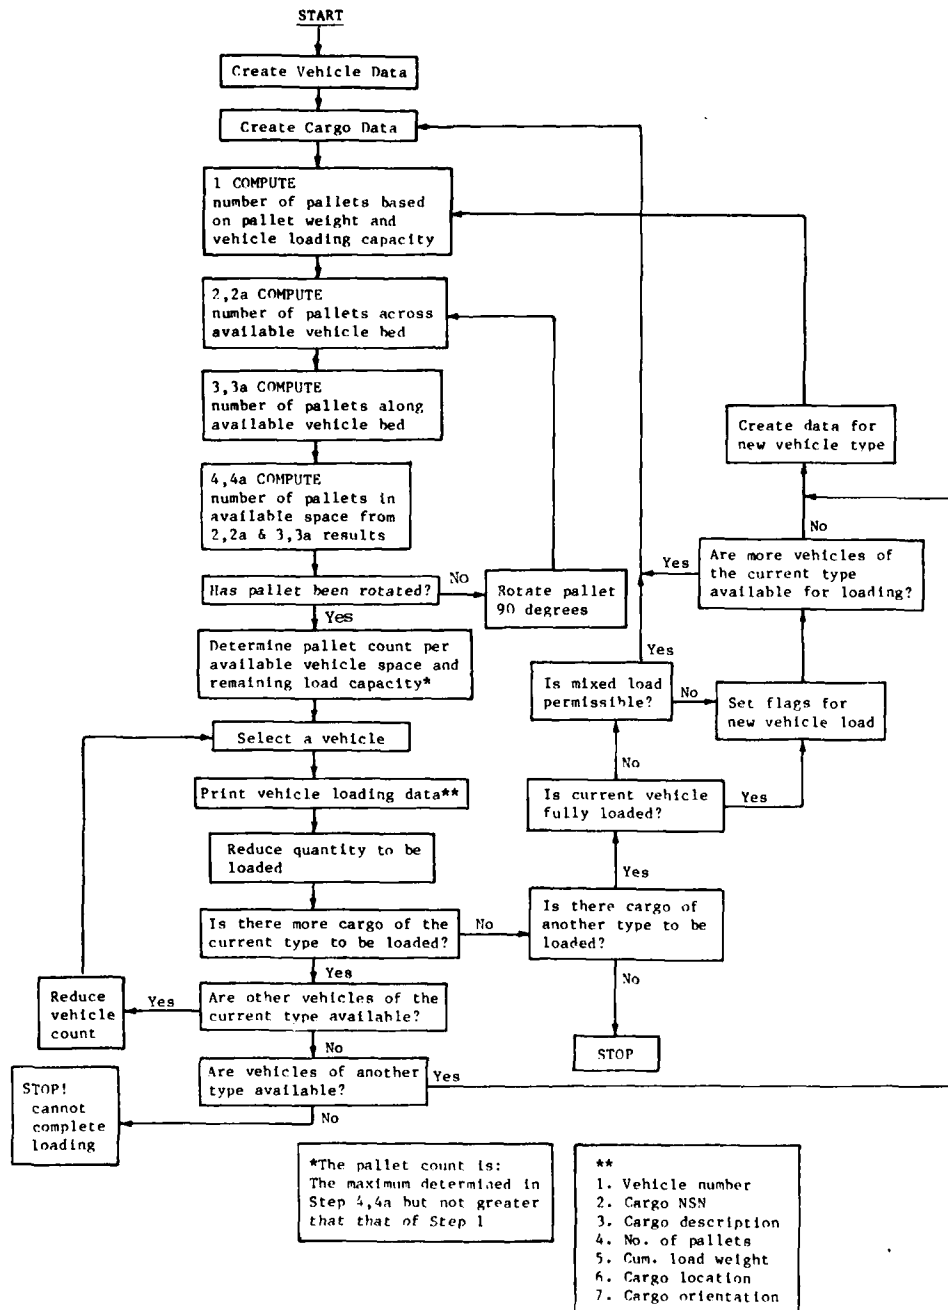 START
Create Vehicle Data
Create Cargo Data
1 COMPUTE
number of pallets based
on pallet weight and
vehicle loading capacity
2,2a COMPUTE
number of pallets across
available vehicle bed
3,3a COMPUTE
number of pallets along
available vehicle bed
4,4a COMPUTE
number of pallets in
available space from
2,2a & 3,3a results
Has pallet been rotated?
No
Rotate pallet
90 degrees
Yes
Determine pallet count per
available vehicle space and
remaining load capacity*
Select a vehicle
Print vehicle loading data**
Reduce quantity to be
loaded
Is there more cargo of the
current type to be loaded?
No
Yes
Are other vehicles of the
current type available?
Yes
Reduce
vehicle
count
No
Are vehicles of another
type available?
Yes
No
STOP!
cannot
complete
loading
Create data for
new vehicle type
No
Are more vehicles of
the current type
available for loading?
Yes
Yes
Is mixed load
permissible?
No
Set flags for
new vehicle load
No
Is current vehicle
fully loaded?
Yes
Yes
Is there cargo of
another type to be
loaded?
No
STOP
*The pallet count is:
The maximum determined in
Step 4,4a but not greater
that that of Step 1
**
1. Vehicle number
2. Cargo NSN
3. Cargo description
4. No. of pallets
5. Cum. load weight
6. Cargo location
7. Cargo orientation